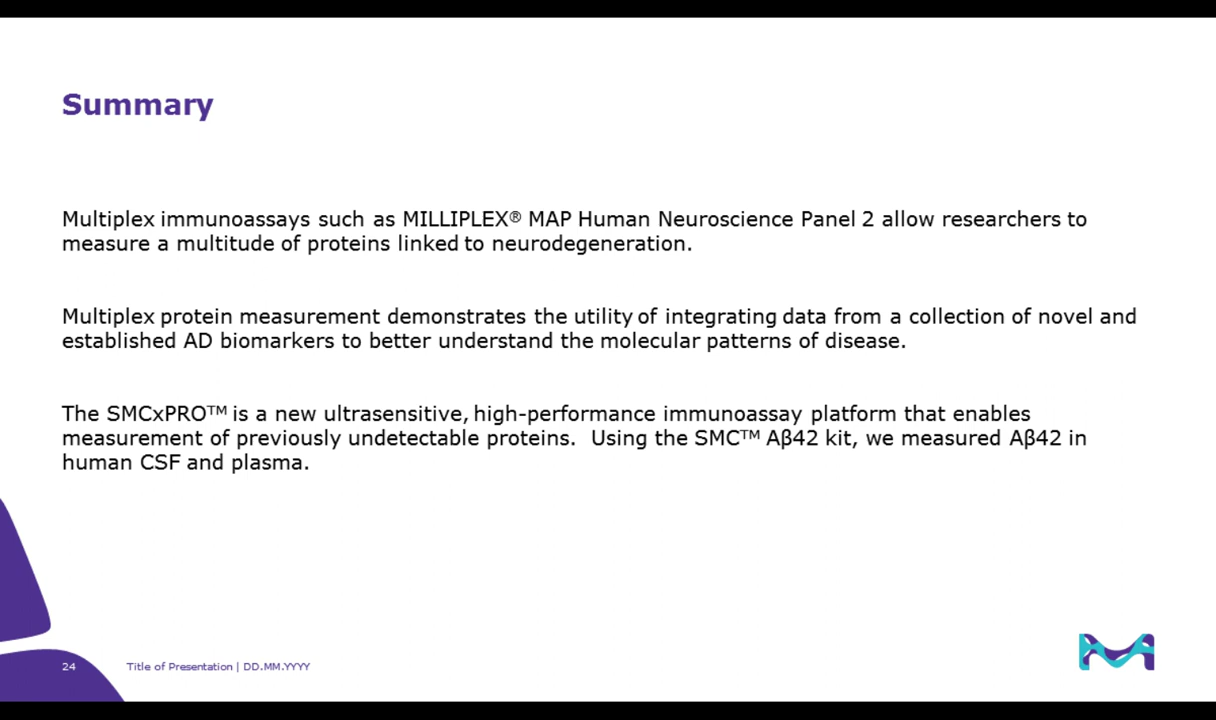 Summary
Multiplex immunoassays such as MILLIPLEX® MAP Human Neuroscience Panel 2 allow researchers to
measure a multitude of proteins linked to neurodegeneration.
Multiplex protein measurement demonstrates the utility of integrating data from a collection of novel and
established AD biomarkers to better understand the molecular patterns of disease.
The SMCxPRO™ is a new ultrasensitive, high-performance immunoassay platform that enables
measurement of previously undetectable proteins.  Using the SMC™ Aβ42 kit, we measured Aβ42 in
human CSF and plasma.
24 Title of Presentation | DD.MM.YYYY